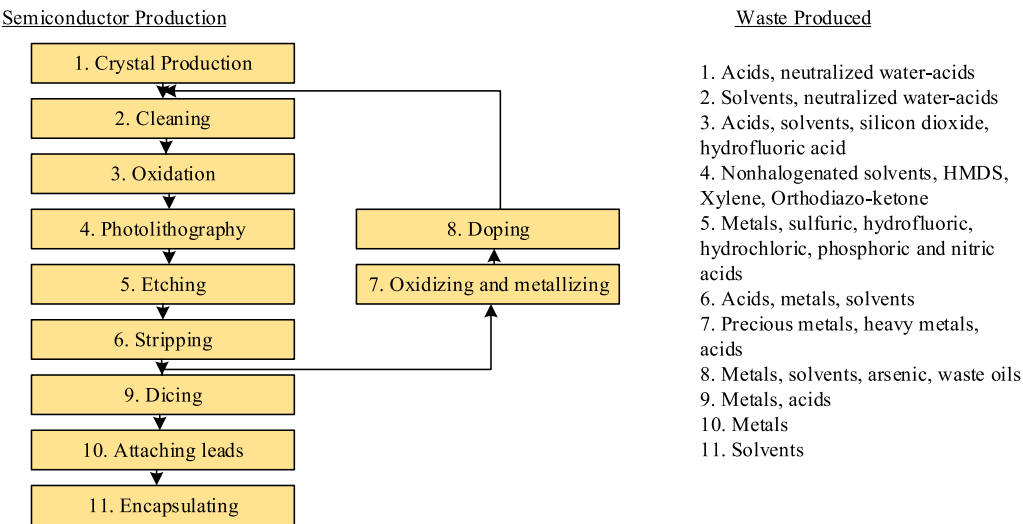 Semiconductor Production
1. Crystal Production
2. Cleaning
3. Oxidation
4. Photolithography
5. Etching
6. Stripping
9. Dicing
10. Attaching leads
11. Encapsulating
8. Doping
7. Oxidizing and metallizing
Waste Produced
1. Acids, neutralized water-acids
2. Solvents, neutralized water-acids
3. Acids, solvents, silicon dioxide,
hydrofluoric acid
4. Nonhalogenated solvents, HMDS,
Xylene, Orthodiazo-ketone
5. Metals, sulfuric, hydrofluoric,
hydrochloric, phosphoric and nitric
acids
6. Acids, metals, solvents
7. Precious metals, heavy metals,
acids
8. Metals, solvents, arsenic, waste oils
9. Metals, acids
10. Metals
11. Solvents